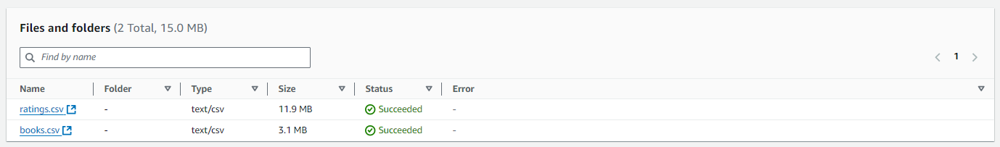 Files and folders (2 Total, 15.0 MB)
Find by name
1
Name Folder Type Size Status Error
ratings.csv - text/csv 11.9 MB Succeeded -
books.csv - text/csv 3.1 MB Succeeded -